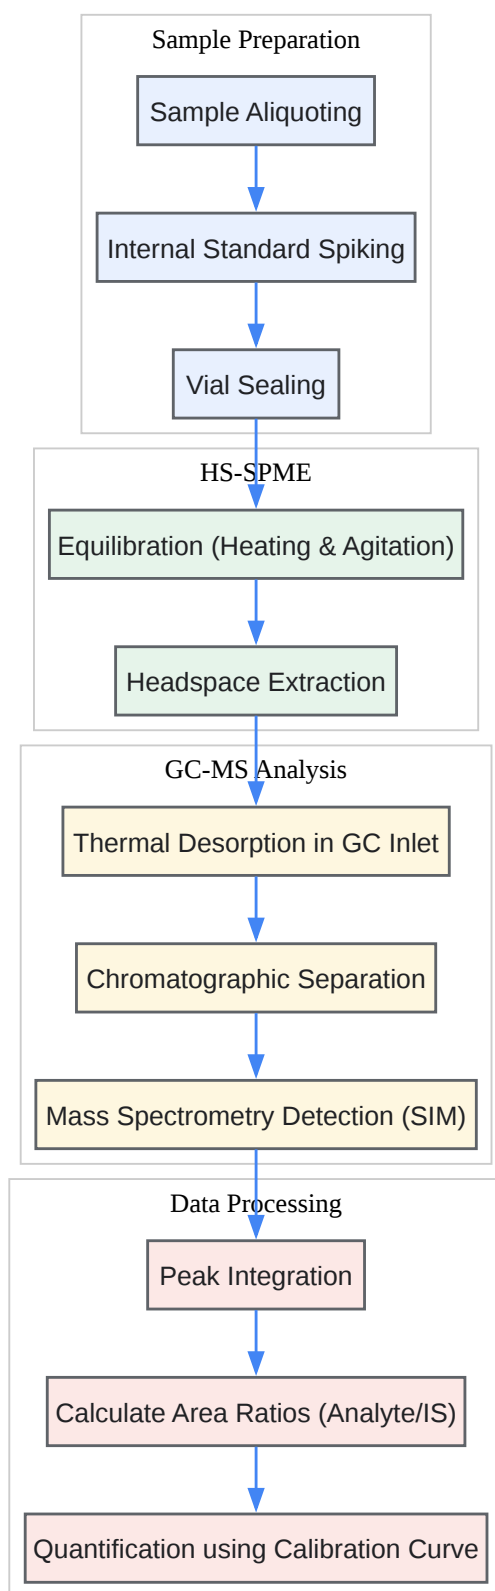 Sample Preparation
Sample Aliquoting
Internal Standard Spiking
Vial Sealing
HS-SPME
Equilibration (Heating & Agitation)
Headspace Extraction
GC-MS Analysis
Thermal Desorption in GC Inlet
Chromatographic Separation
Mass Spectrometry Detection (SIM)
Data Processing
Peak Integration
Calculate Area Ratios (Analyte/IS)
Quantification using Calibration Curve